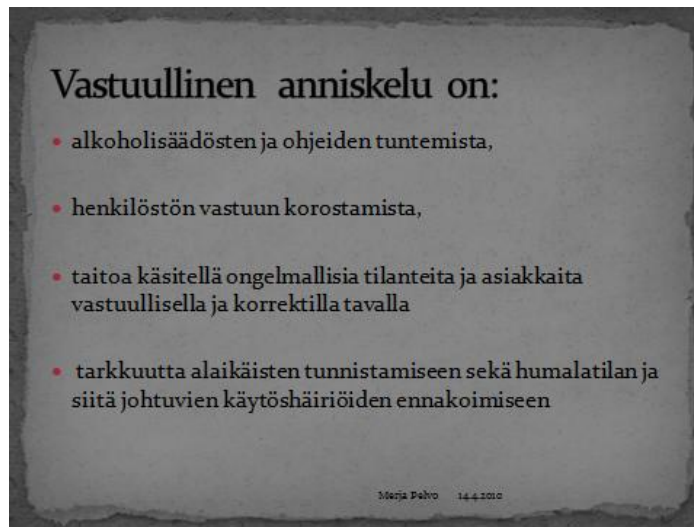 Vastuullinen anniskelu on:
• alkoholisäädösten ja ohjeiden tuntemista,
• henkilöstön vastuun korostamista,
• taitoa käsitellä ongelmallisia tilanteita ja asiakkaita
vastuullisella ja korrektilla tavalla
• tarkkuutta alaikäisten tunnistamiseen sekä humalatilan ja
siitä johtuvien käytöshäiriöiden ennakoimiseen
Merja Pelvo 14.4.2010